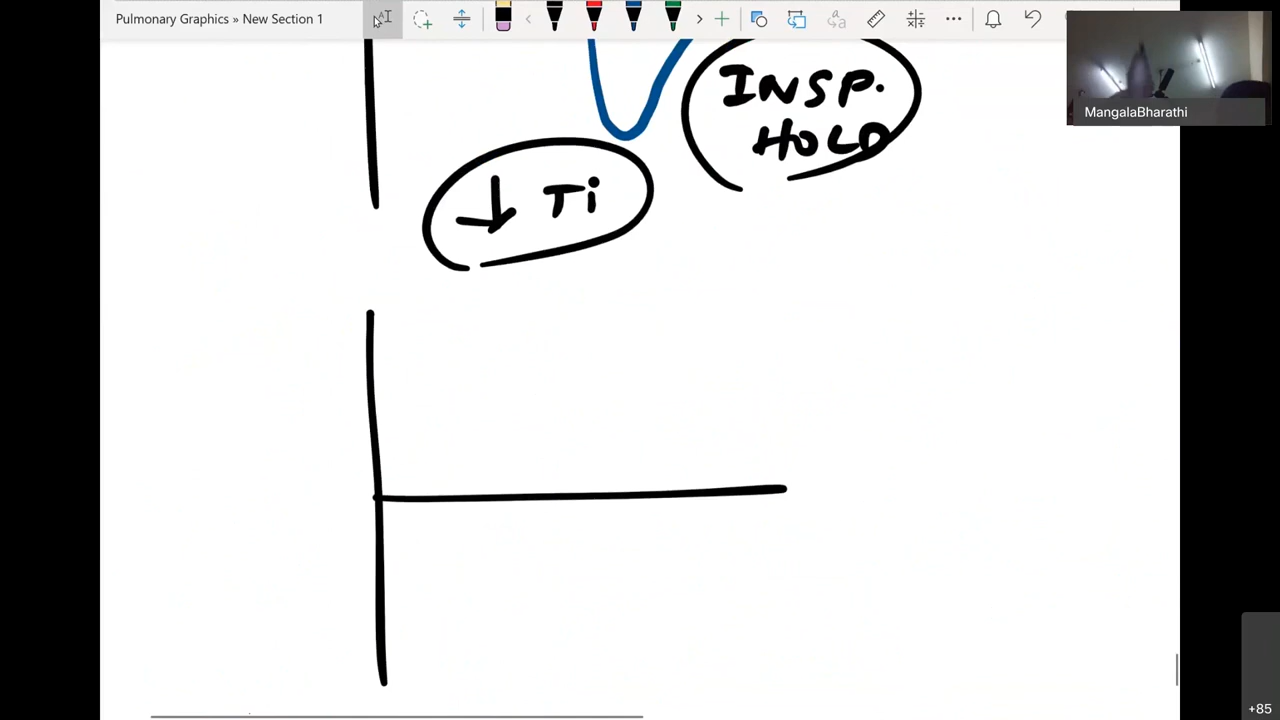 Pulmonary Graphics » New Section 1
INSP.
HOLD
↓ Ti
MangalaBharathi
+85